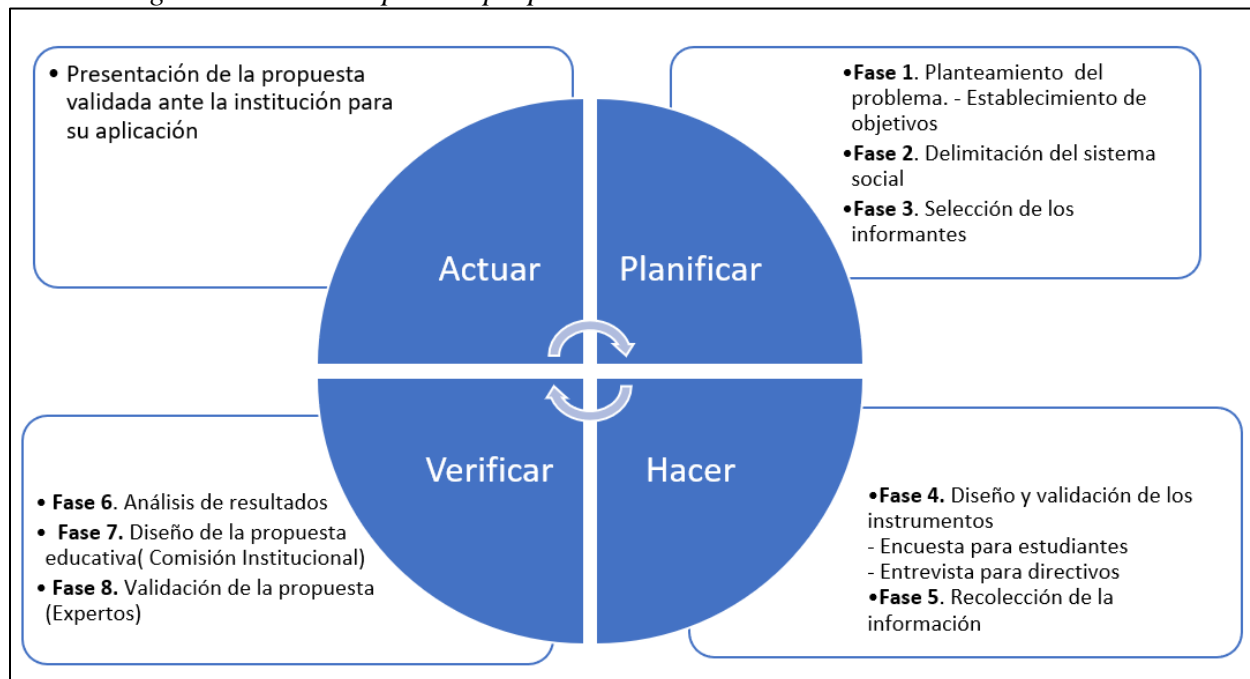 • Presentación de la propuesta
validada ante la institución para
su aplicación
•Fase 1. Planteamiento del
problema. - Establecimiento de
objetivos
•Fase 2. Delimitación del sistema
social
•Fase 3. Selección de los
informantes
Actuar
Planificar
Verificar
Hacer
• Fase 6. Análisis de resultados
• Fase 7. Diseño de la propuesta
educativa( Comisión Institucional)
• Fase 8. Validación de la propuesta
(Expertos)
•Fase 4. Diseño y validación de los
instrumentos
- Encuesta para estudiantes
- Entrevista para directivos
•Fase 5. Recolección de la
información